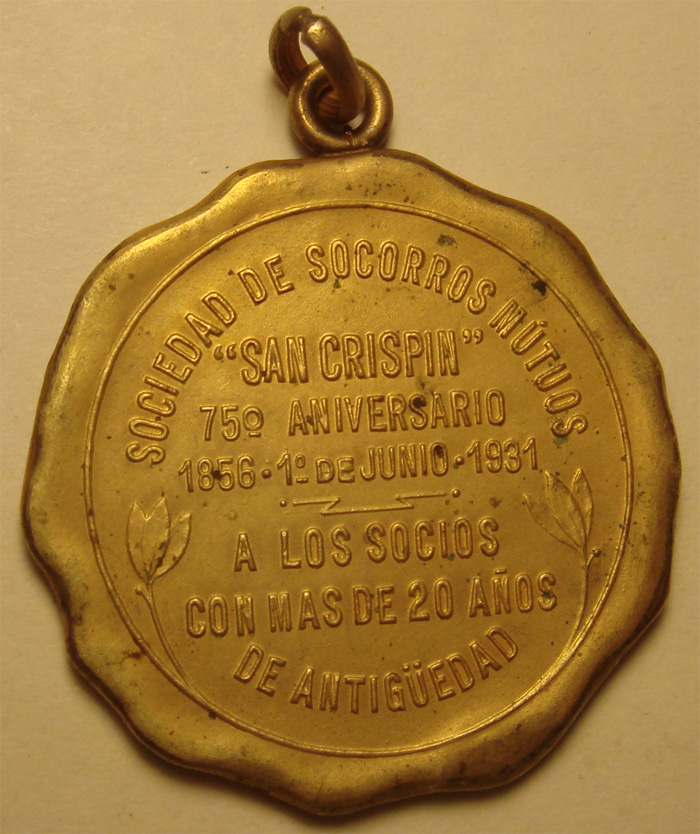 SOCIEDAD DE SOCORROS MÚTUOS
“SAN CRISPIN”
75º ANIVERSARIO
1856·1º DE JUNIO·1931
A LOS SOCIOS
CON MAS DE 20 AÑOS
DE ANTIGÜEDAD